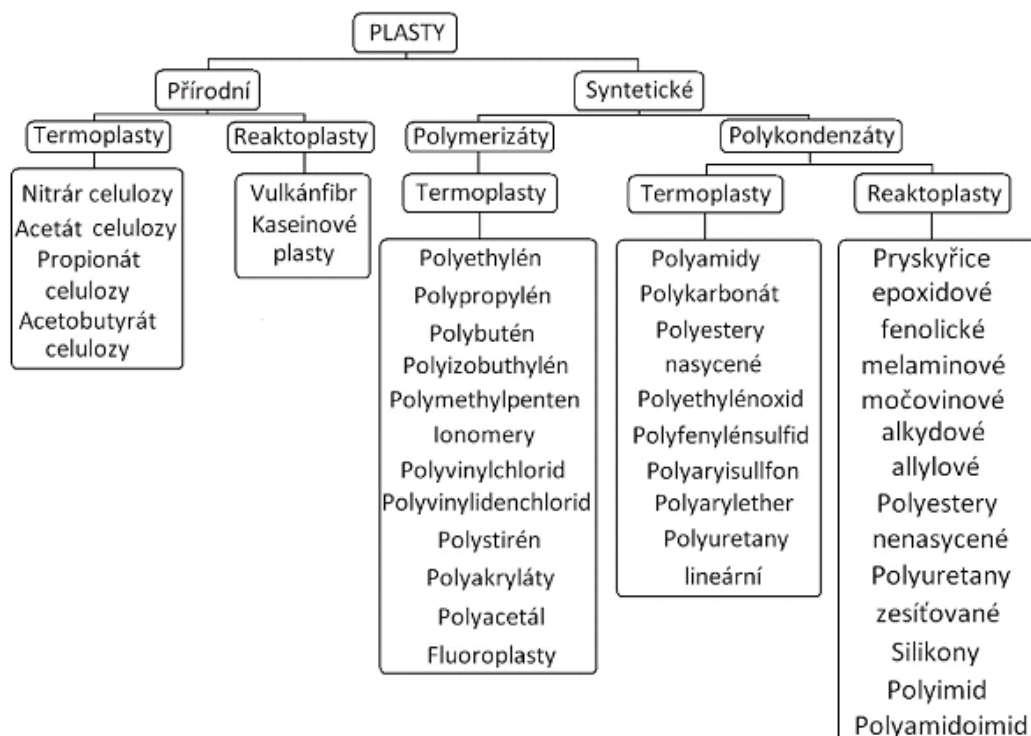 PLASTY
Přírodní
Syntetické
Termoplasty
Reaktoplasty
Polymerizáty
Polykondenzáty
Nitrár celulozy
Acetát celulozy
Propionát
celulozy
Acetobutyrát
celulozy
Vulkánfibr
Kaseinové
plasty
Termoplasty
Polyethylén
Polypropylén
Polybutén
Polyizobuthylén
Polymethylpenten
Ionomery
Polyvinylchlorid
Polyvinylidenchlorid
Polystirén
Polyakryláty
Polyacetál
Fluoroplasty
Termoplasty
Polyamidy
Polykarbonát
Polyestery
nasycené
Polyethylénoxid
Polyfenylénsulfid
Polyaryisullfon
Polyarylether
Polyuretany
lineární
Reaktoplasty
Pryskyřice
epoxidové
fenolické
melaminové
močovinové
alkydové
allylové
Polyestery
nenasycené
Polyuretany
zesíťované
Silikony
Polyimid
Polyamidoimid